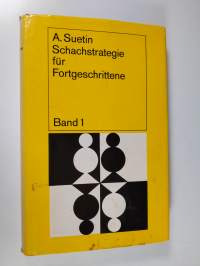 A. Suetin
Schachstrategie
für
Fortgeschrittene
Band 1